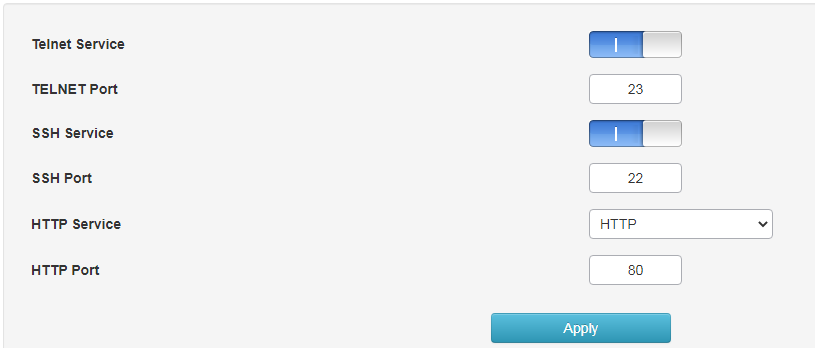 Telnet Service
TELNET Port 23
SSH Service
SSH Port 22
HTTP Service HTTP
HTTP Port 80
Apply